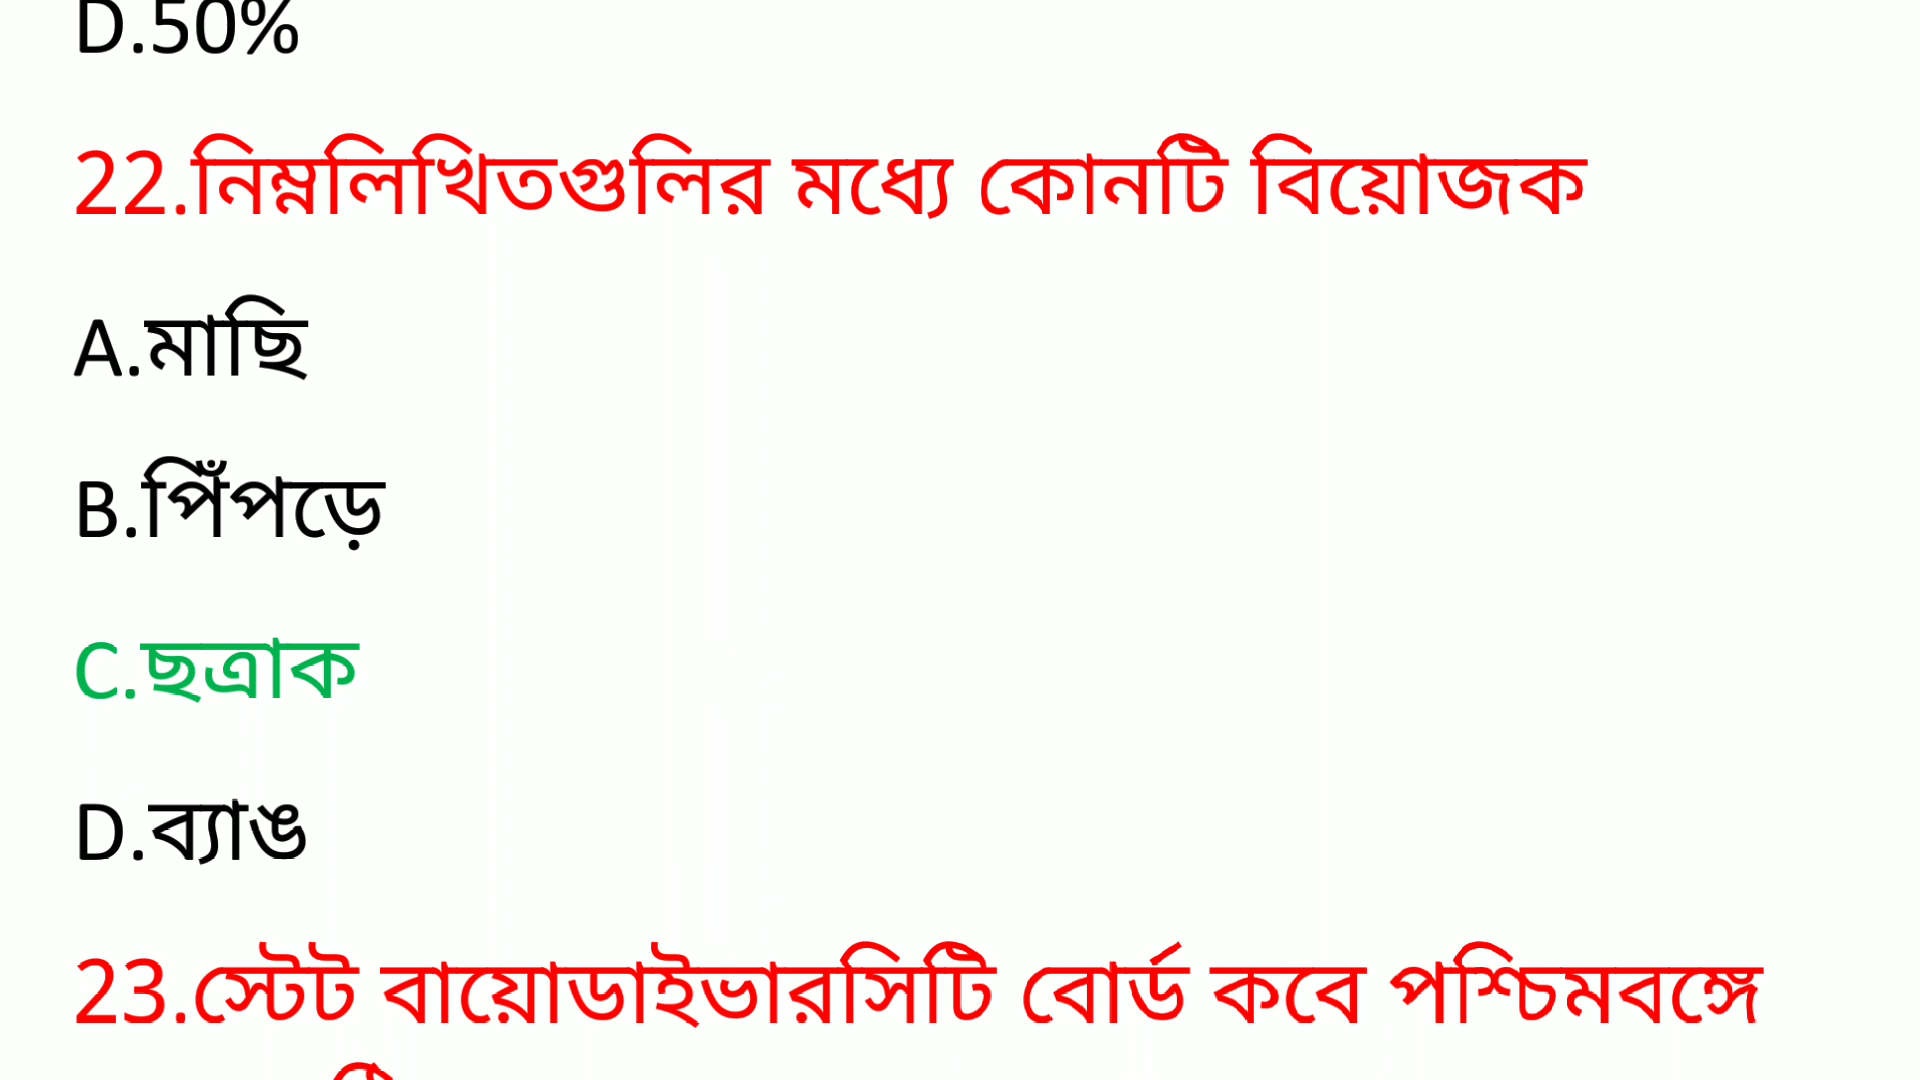 D.50%
22.নিম্নলিখিতগুলির মধ্যে কোনটি বিয়োজক
A.মাছি
B.পিঁপড়ে
C.ছত্রাক
D.ব্যাঙ
23.স্টেট বায়োডাইভারসিটি বোর্ড কবে পশ্চিমবঙ্গে